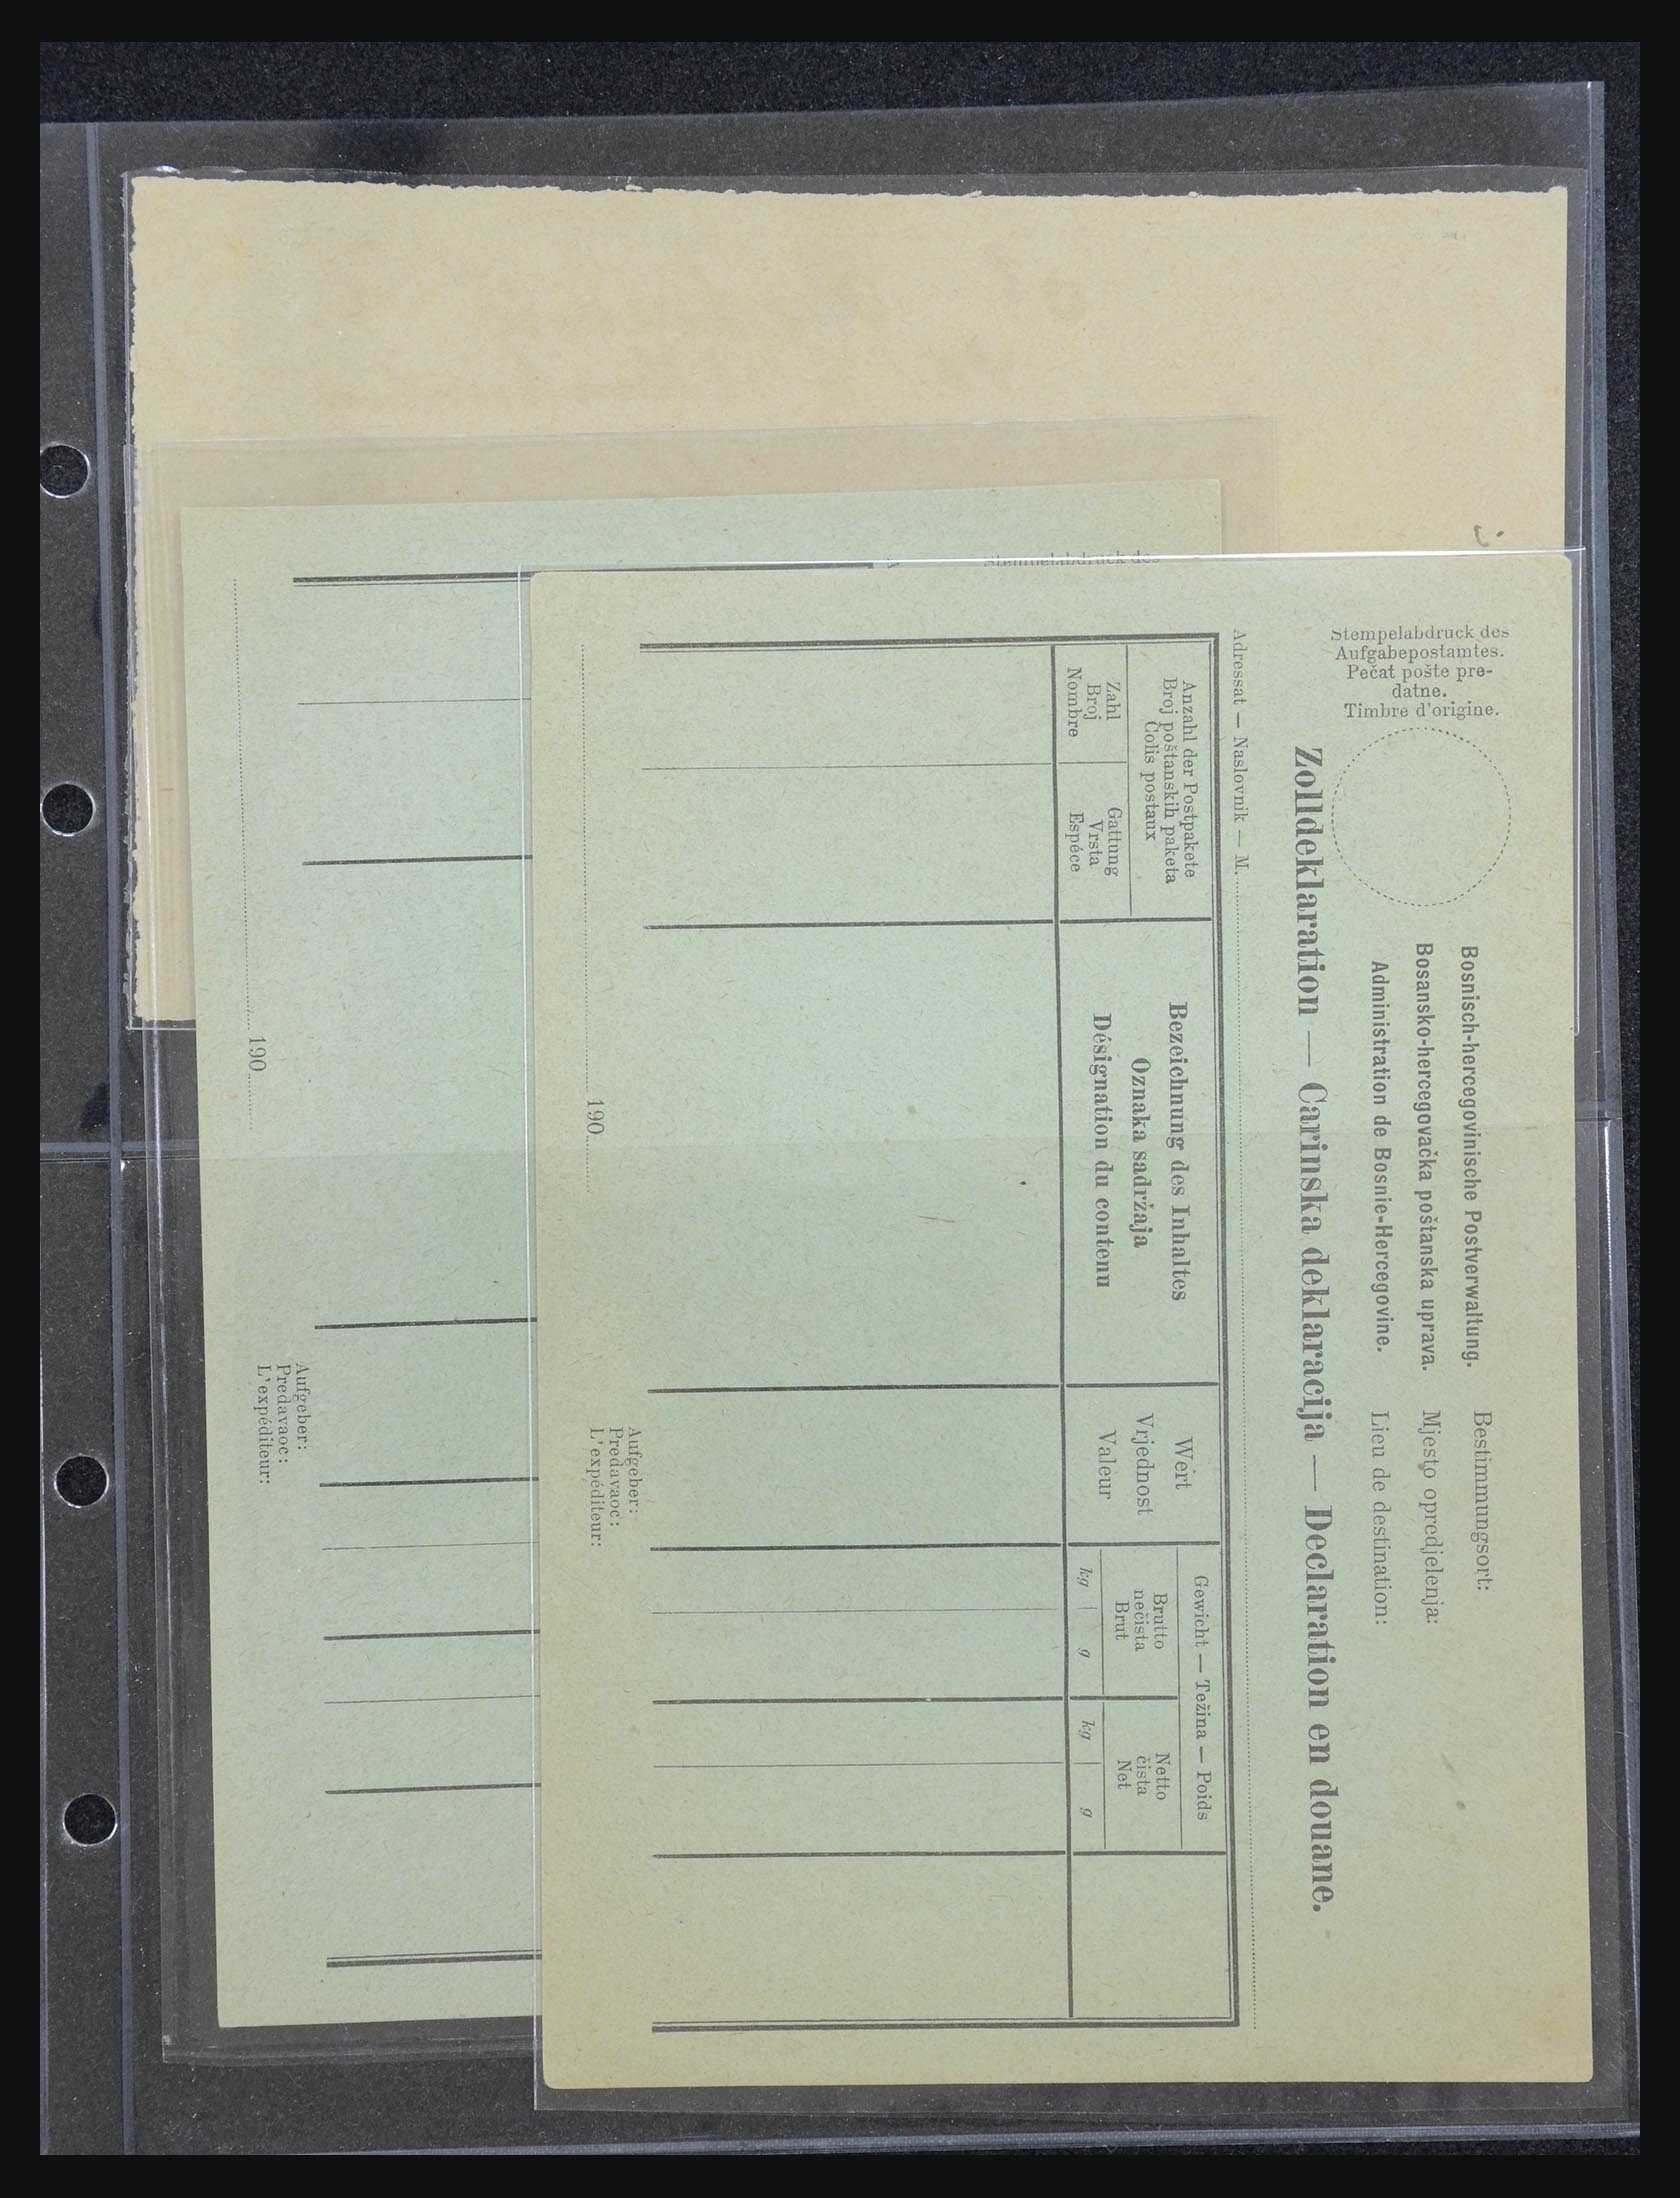 Stempelabdruck des
Stempelabdruck des
Aufgabepostamtes.
Pečat pošte pre-
datne.
Timbre d'origine.
Bosnisch-hercegovinische Postverwaltung.
Bosansko-hercegovačka poštanska uprava.
Administration de Bosnie-Hercegovine.
Bestimmungsort:
Mjesto opredjelenja:
Lieu de destination:
Zolldeklaration — Carinska deklaracija — Declaration en douane.
Adressat — Naslovnik — M.
Anzahl der Postpakete
Broj poštanskih paketa
Colis postaux
Zahl
Broj
Nombre
Gattung
Vrsta
Espéce
Bezeichnung des Inhaltes
Oznaka sadržaja
Désignation du contenu
Wert
Vrjednost
Valeur
Gewicht — Težina — Poids
Brutto
nečista
Brut
Netto
čista
Net
kg g kg g
190
Aufgeber:
Predavaoc:
L'expéditeur:
190
Aufgeber:
Predavaoc:
L'expéditeur: